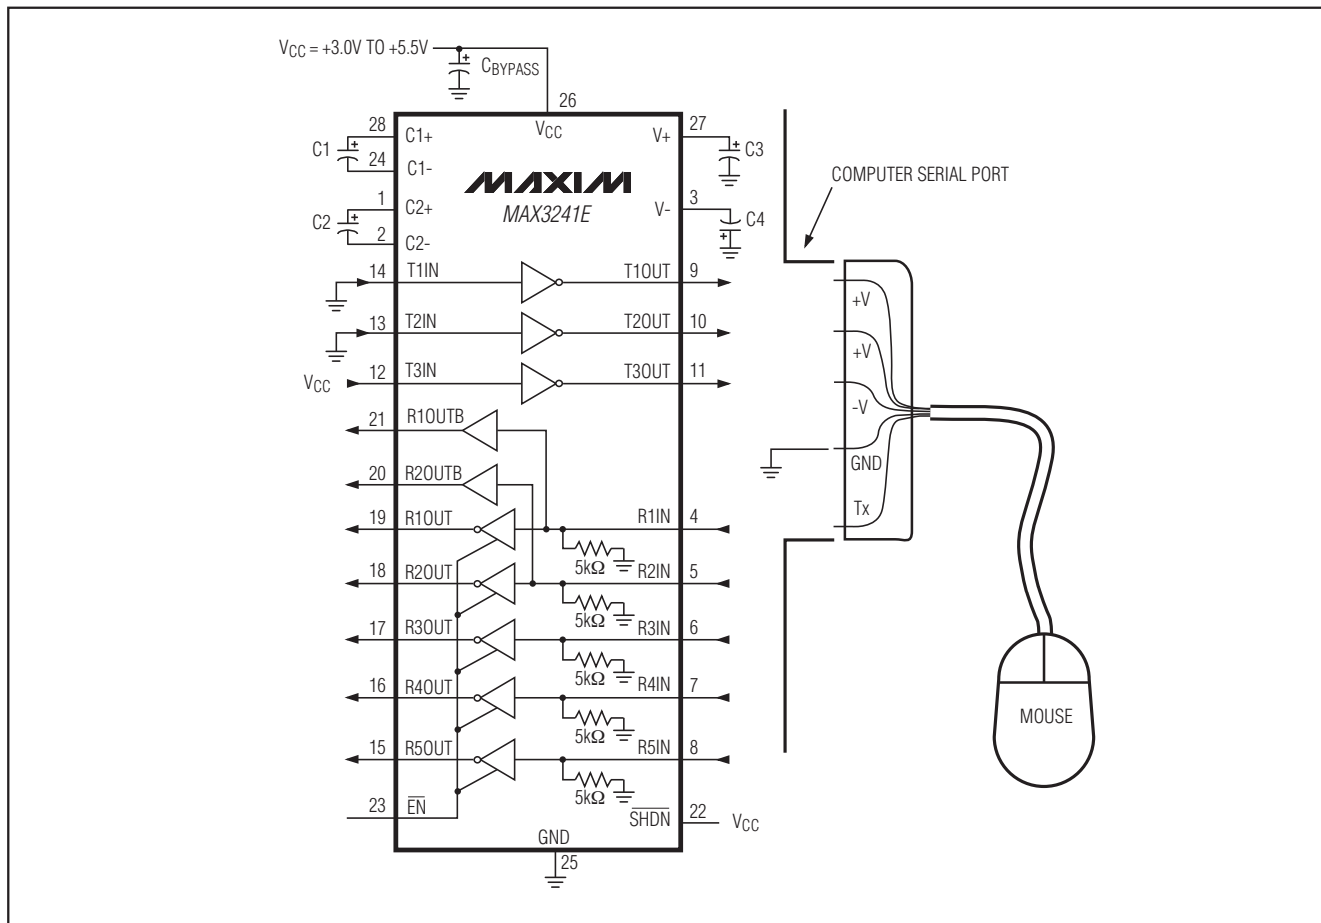 VCC = +3.0V TO +5.5V
CBYPASS
26
VCC
28
C1+
C1
24
C1-
V+
27
C3
MAXIM
MAX3241E
1
C2+
C2
2
C2-
V-
3
C4
COMPUTER SERIAL PORT
14
T1IN
T1OUT
9
13
T2IN
T2OUT
10
VCC
12
T3IN
T3OUT
11
21
R1OUTB
20
R2OUTB
19
R1OUT
R1IN
4
5kΩ
18
R2OUT
R2IN
5
5kΩ
17
R3OUT
R3IN
6
5kΩ
16
R4OUT
R4IN
7
5kΩ
15
R5OUT
R5IN
8
5kΩ
23
EN
SHDN
22
VCC
GND
25
+V
+V
-V
GND
Tx
MOUSE